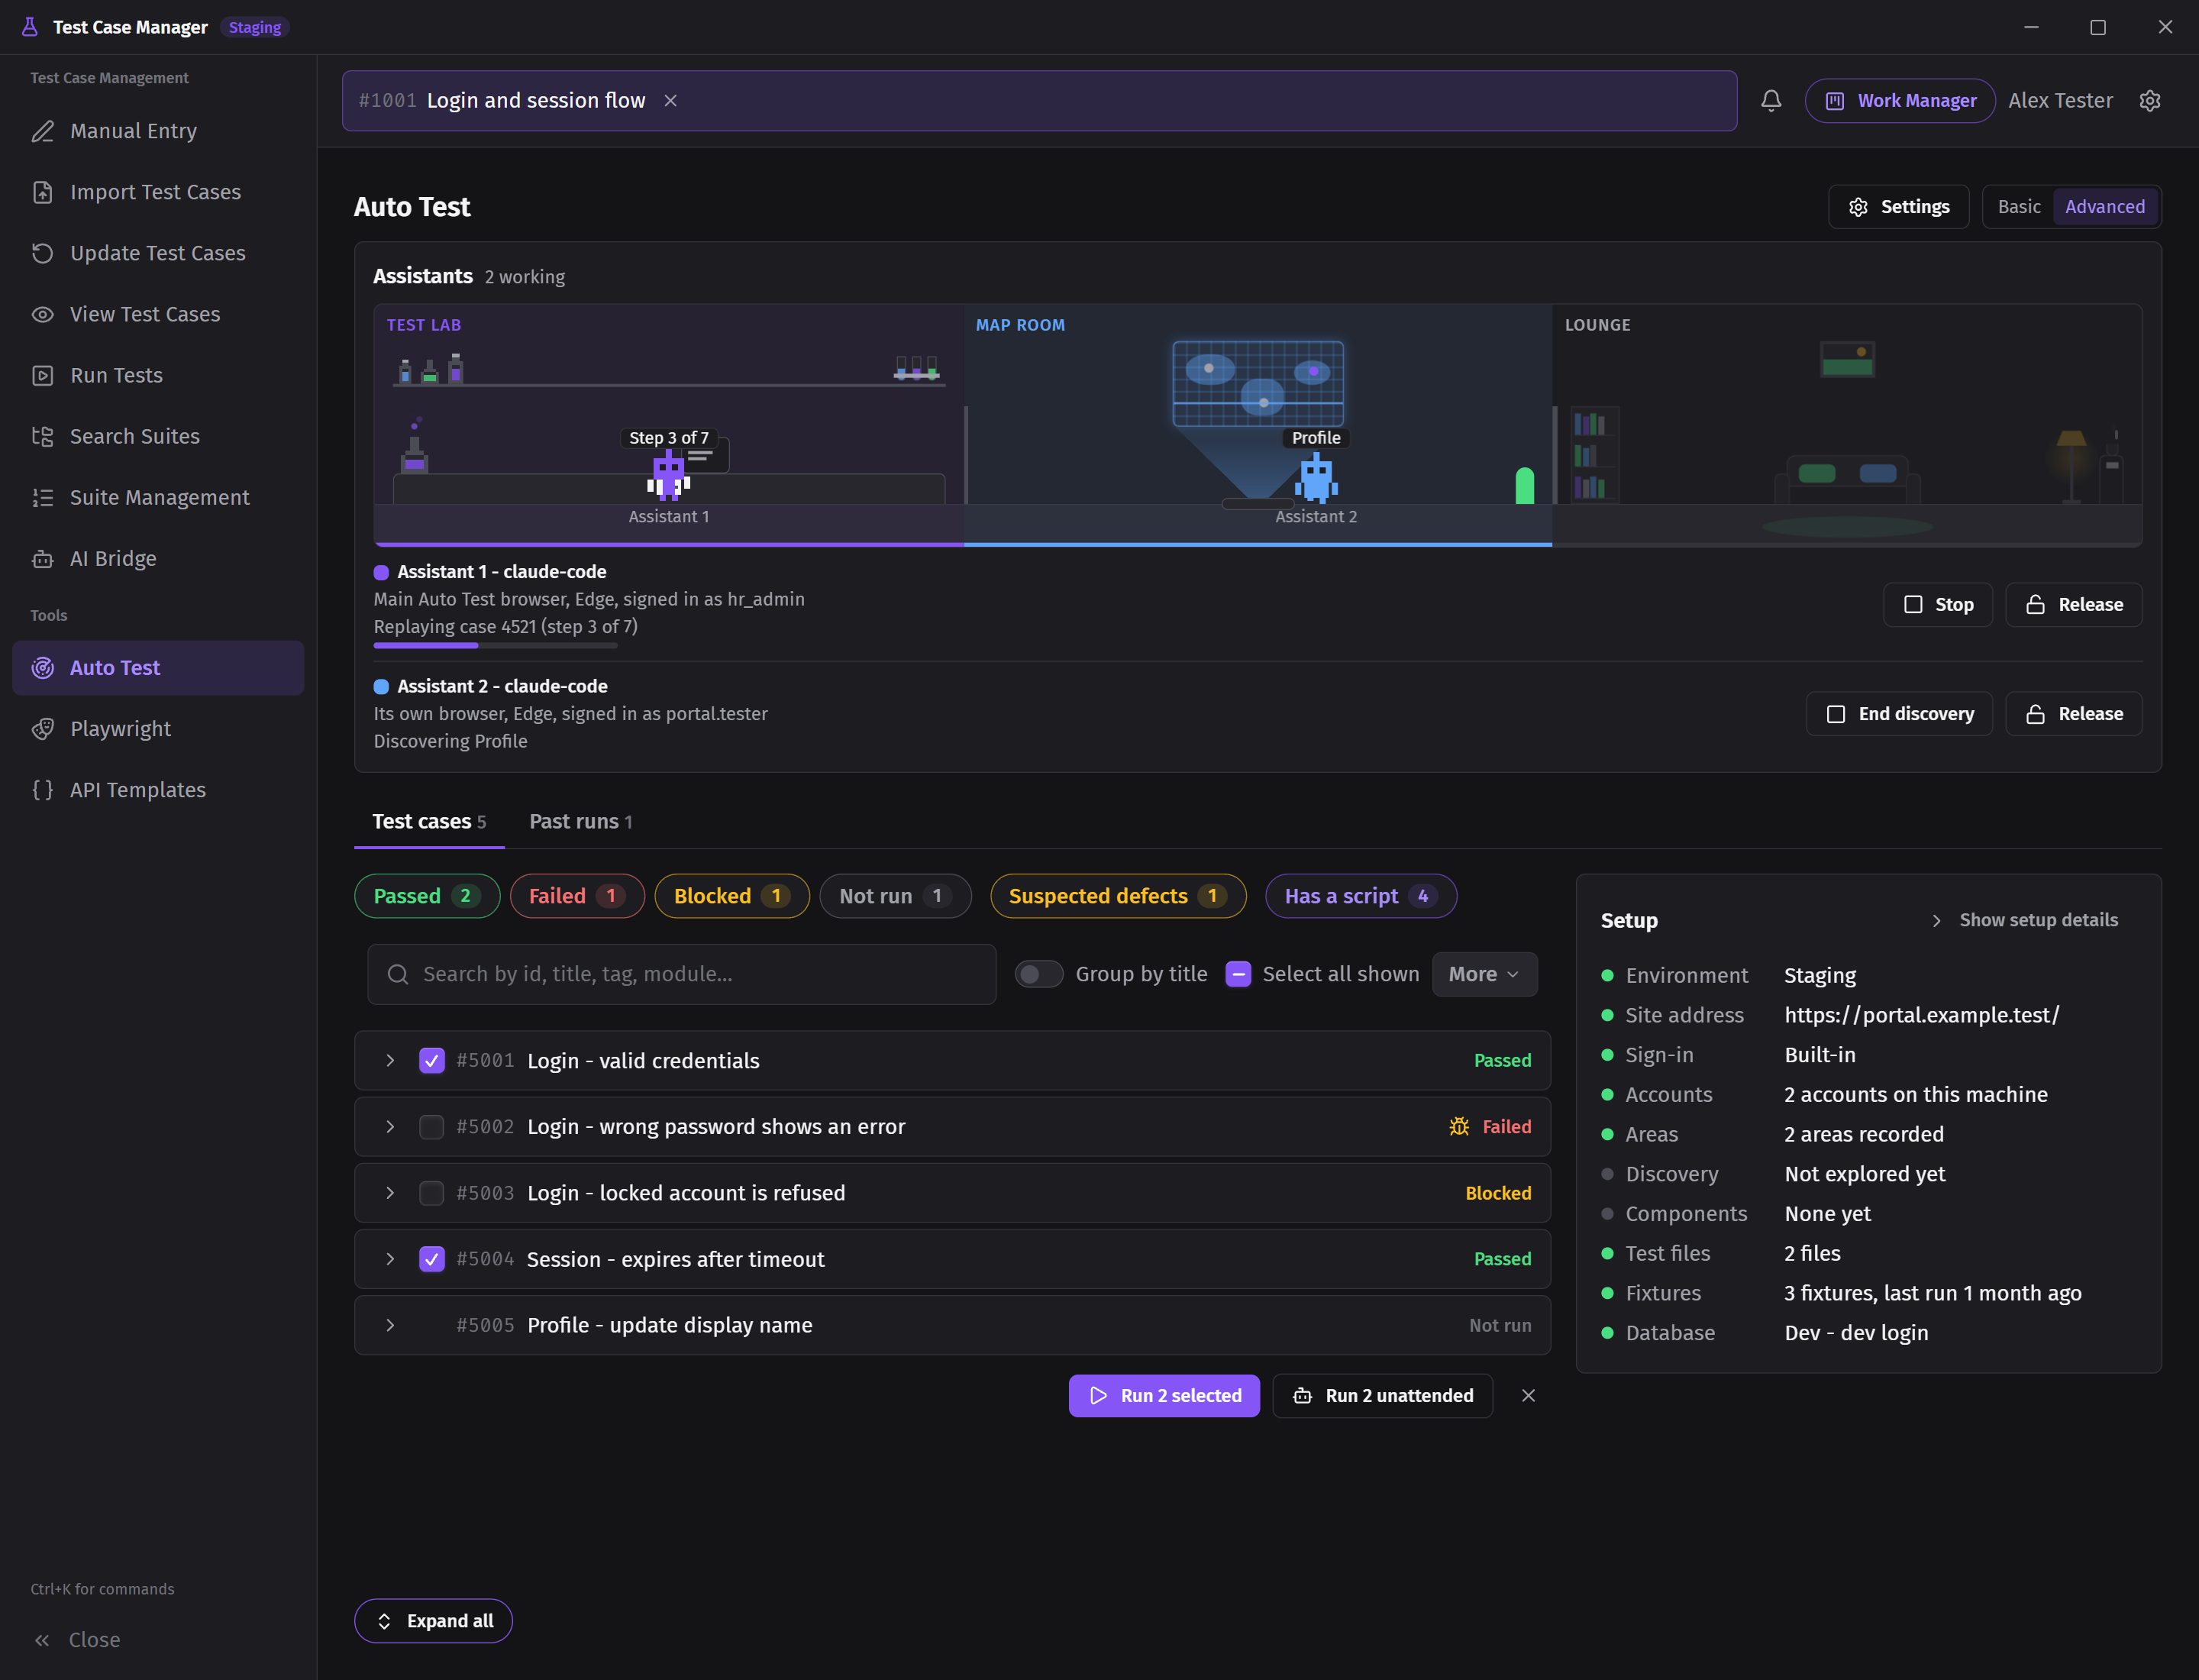 Test Case Manager Staging
Test Case Management
Manual Entry
Import Test Cases
Update Test Cases
View Test Cases
Run Tests
Search Suites
Suite Management
AI Bridge
Tools
Auto Test
Playwright
API Templates
Ctrl+K for commands
Close
#1001 Login and session flow
Work Manager
Alex Tester
Auto Test
Settings
Basic Advanced
Assistants 2 working
TEST LAB
Step 3 of 7
Assistant 1
MAP ROOM
Profile
Assistant 2
LOUNGE
Assistant 1 - claude-code
Main Auto Test browser, Edge, signed in as hr_admin
Replaying case 4521 (step 3 of 7)
Stop
Release
Assistant 2 - claude-code
Its own browser, Edge, signed in as portal.tester
Discovering Profile
End discovery
Release
Test cases 5
Past runs 1
Passed 2
Failed 1
Blocked 1
Not run 1
Suspected defects 1
Has a script 4
Search by id, title, tag, module...
Group by title
Select all shown
More
#5001 Login - valid credentials Passed
#5002 Login - wrong password shows an error Failed
#5003 Login - locked account is refused Blocked
#5004 Session - expires after timeout Passed
#5005 Profile - update display name Not run
Run 2 selected
Run 2 unattended
Expand all
Setup
Show setup details
Environment Staging
Site address https://portal.example.test/
Sign-in Built-in
Accounts 2 accounts on this machine
Areas 2 areas recorded
Discovery Not explored yet
Components None yet
Test files 2 files
Fixtures 3 fixtures, last run 1 month ago
Database Dev - dev login